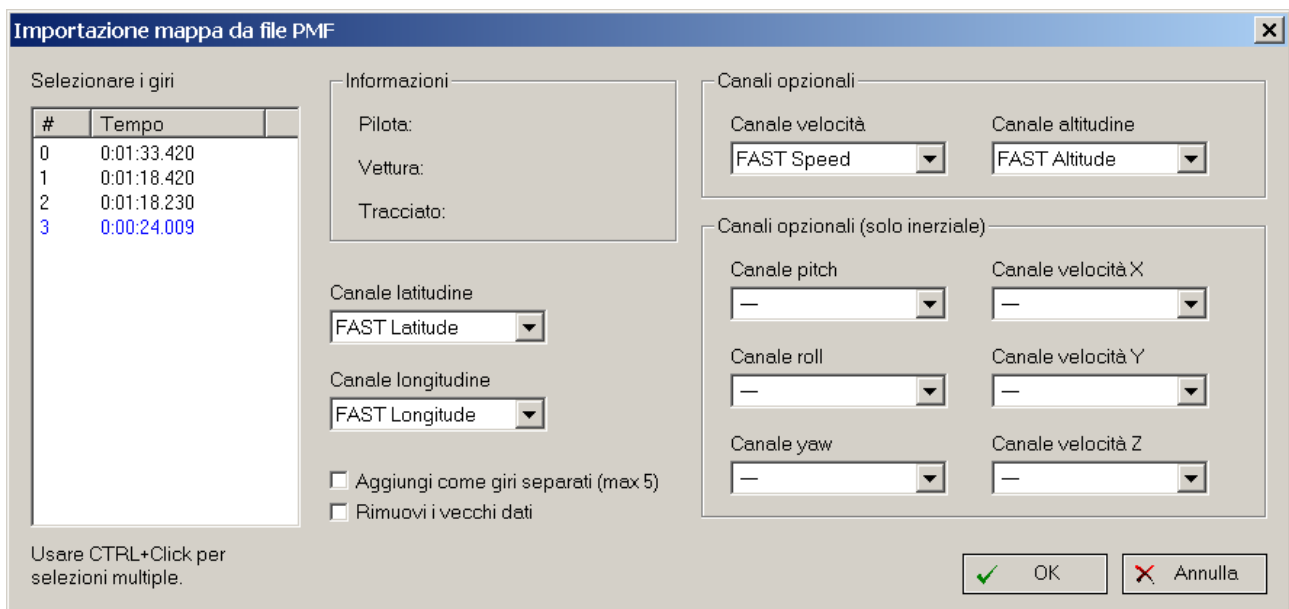 Importazione mappa da file PMF
Selezionare i giri
# Tempo
0 0:01:33.420
1 0:01:18.420
2 0:01:18.230
3 0:00:24.009
Usare CTRL+Click per
selezioni multiple.
Informazioni
Pilota:
Vettura:
Tracciato:
Canale latitudine
FAST Latitude
Canale longitudine
FAST Longitude
Aggiungi come giri separati (max 5)
Rimuovi i vecchi dati
Canali opzionali
Canale velocità Canale altitudine
FAST Speed FAST Altitude
Canali opzionali (solo inerziale)
Canale pitch Canale velocità X
— —
Canale roll Canale velocità Y
— —
Canale yaw Canale velocità Z
— —
OK Annulla